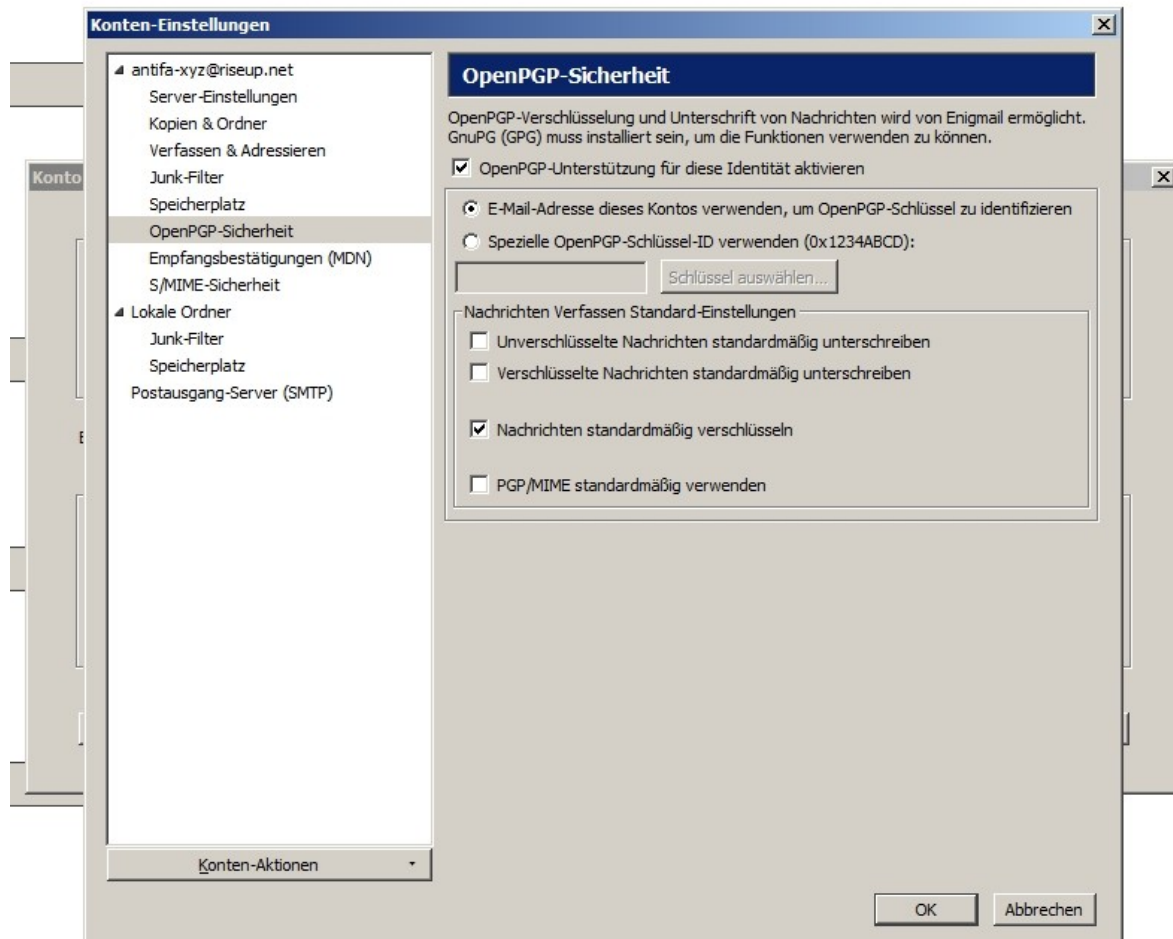 Konten-Einstellungen
antifa-xyz@riseup.net
Server-Einstellungen
Kopien & Ordner
Verfassen & Adressieren
Junk-Filter
Speicherplatz
OpenPGP-Sicherheit
Empfangsbestätigungen (MDN)
S/MIME-Sicherheit
Lokale Ordner
Junk-Filter
Speicherplatz
Postausgang-Server (SMTP)
Konten-Aktionen
OpenPGP-Sicherheit
OpenPGP-Verschlüsselung und Unterschrift von Nachrichten wird von Enigmail ermöglicht.
GnuPG (GPG) muss installiert sein, um die Funktionen verwenden zu können.
OpenPGP-Unterstützung für diese Identität aktivieren
E-Mail-Adresse dieses Kontos verwenden, um OpenPGP-Schlüssel zu identifizieren
Spezielle OpenPGP-Schlüssel-ID verwenden (0x1234ABCD):
Schlüssel auswählen...
Nachrichten Verfassen Standard-Einstellungen
Unverschlüsselte Nachrichten standardmäßig unterschreiben
Verschlüsselte Nachrichten standardmäßig unterschreiben
Nachrichten standardmäßig verschlüsseln
PGP/MIME standardmäßig verwenden
OK
Abbrechen
Konto